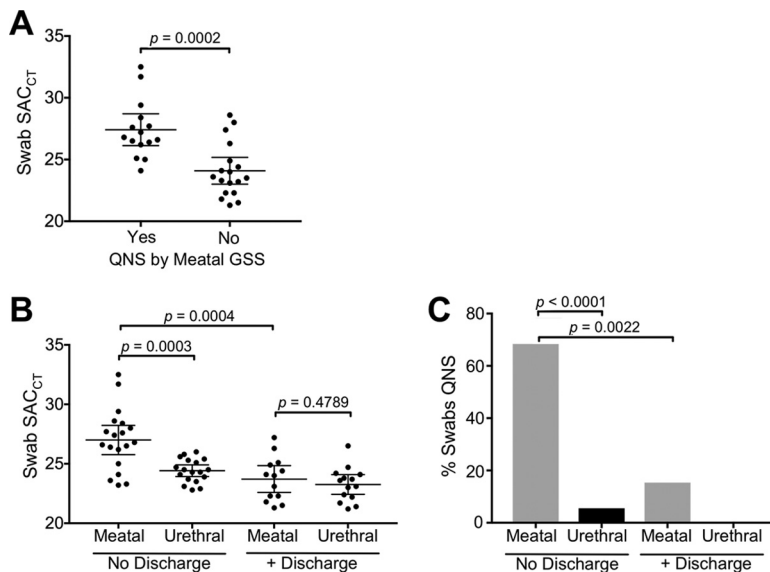 A
35
p = 0.0002
30
25
20
Swab SAC_CT
Yes No
QNS by Meatal GSS
B
35
p = 0.0004
p = 0.0003
30
p = 0.4789
25
20
Swab SAC_CT
Meatal Urethral Meatal Urethral
No Discharge + Discharge
C
80
p < 0.0001
p = 0.0022
60
40
20
0
% Swabs QNS
Meatal Urethral Meatal Urethral
No Discharge + Discharge